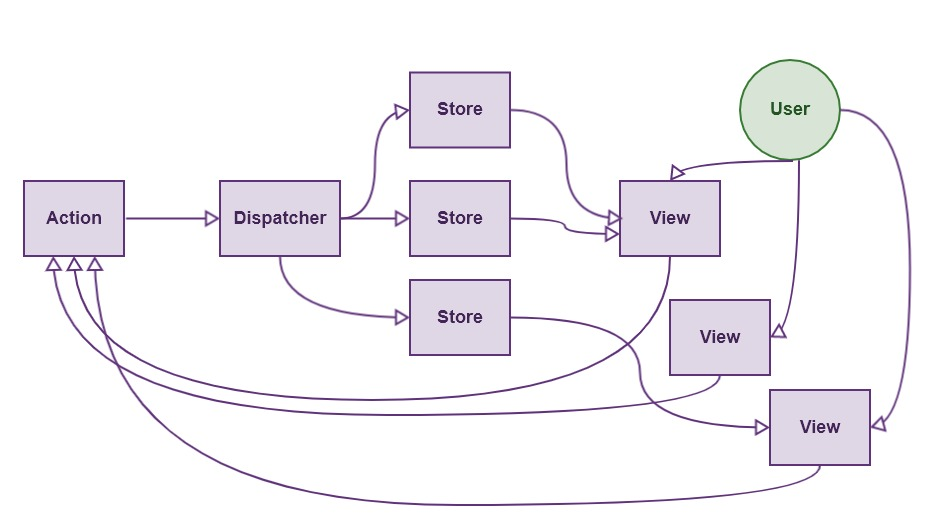 Store
User
Action
Dispatcher
Store
View
Store
View
View